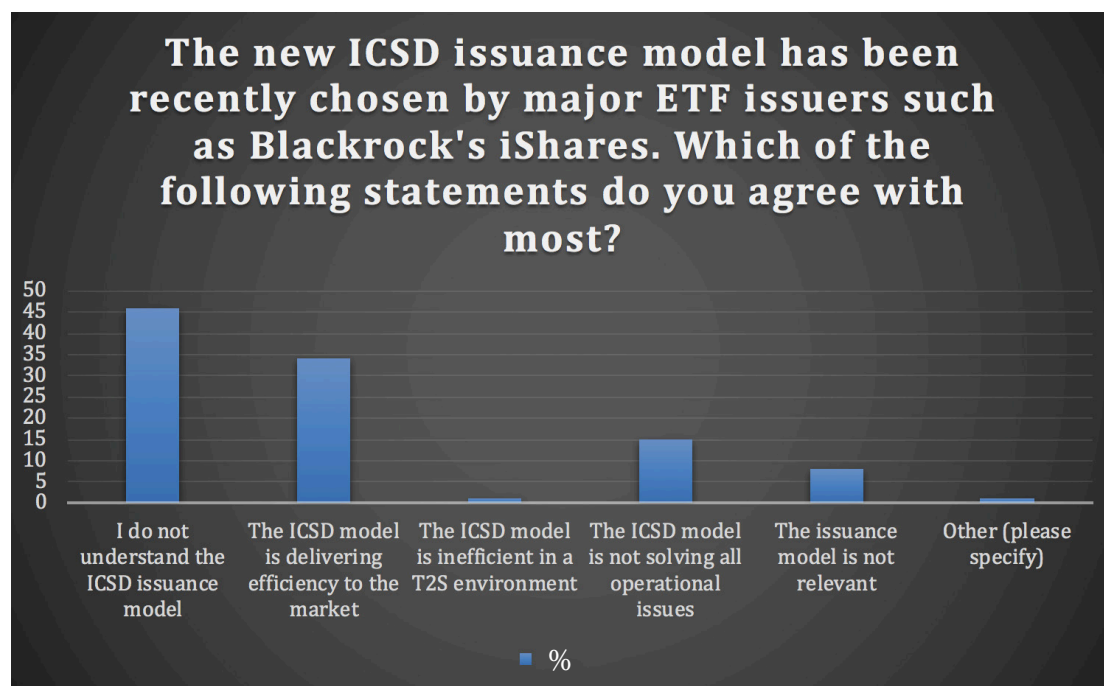 The new ICSD issuance model has been
recently chosen by major ETF issuers such
as Blackrock's iShares. Which of the
following statements do you agree with
most?
50
45
40
35
30
25
20
15
10
5
0
I do not
understand the
ICSD issuance
model
The ICSD model
is delivering
efficiency to the
market
The ICSD model
is inefficient in a
T2S environment
The ICSD model
is not solving all
operational
issues
The issuance
model is not
relevant
Other (please
specify)
%